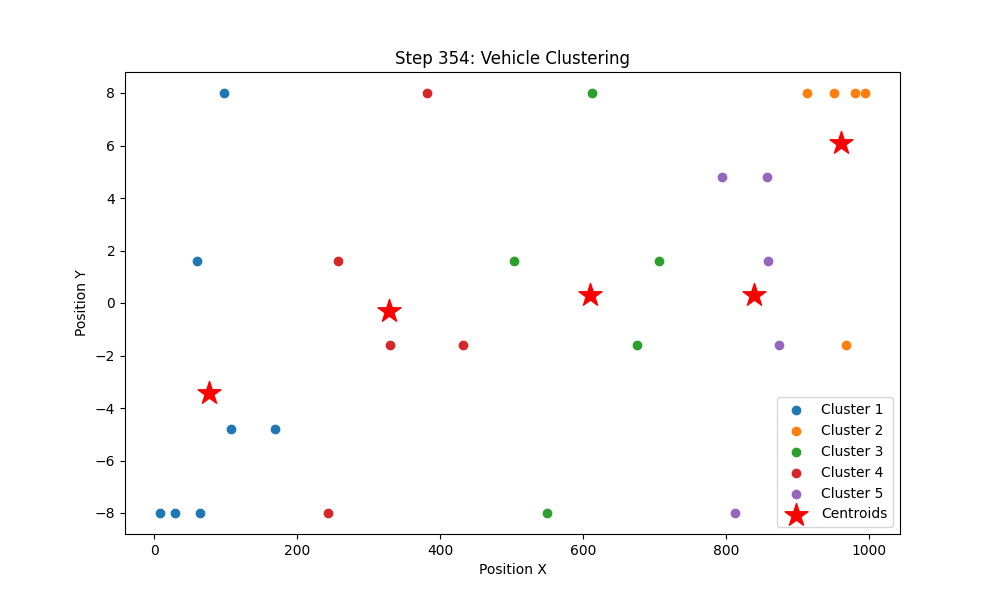 Step 354: Vehicle Clustering
Position Y
8
6
4
2
0
−2
−4
−6
−8
0 200 400 600 800 1000
Position X
Cluster 1
Cluster 2
Cluster 3
Cluster 4
Cluster 5
Centroids